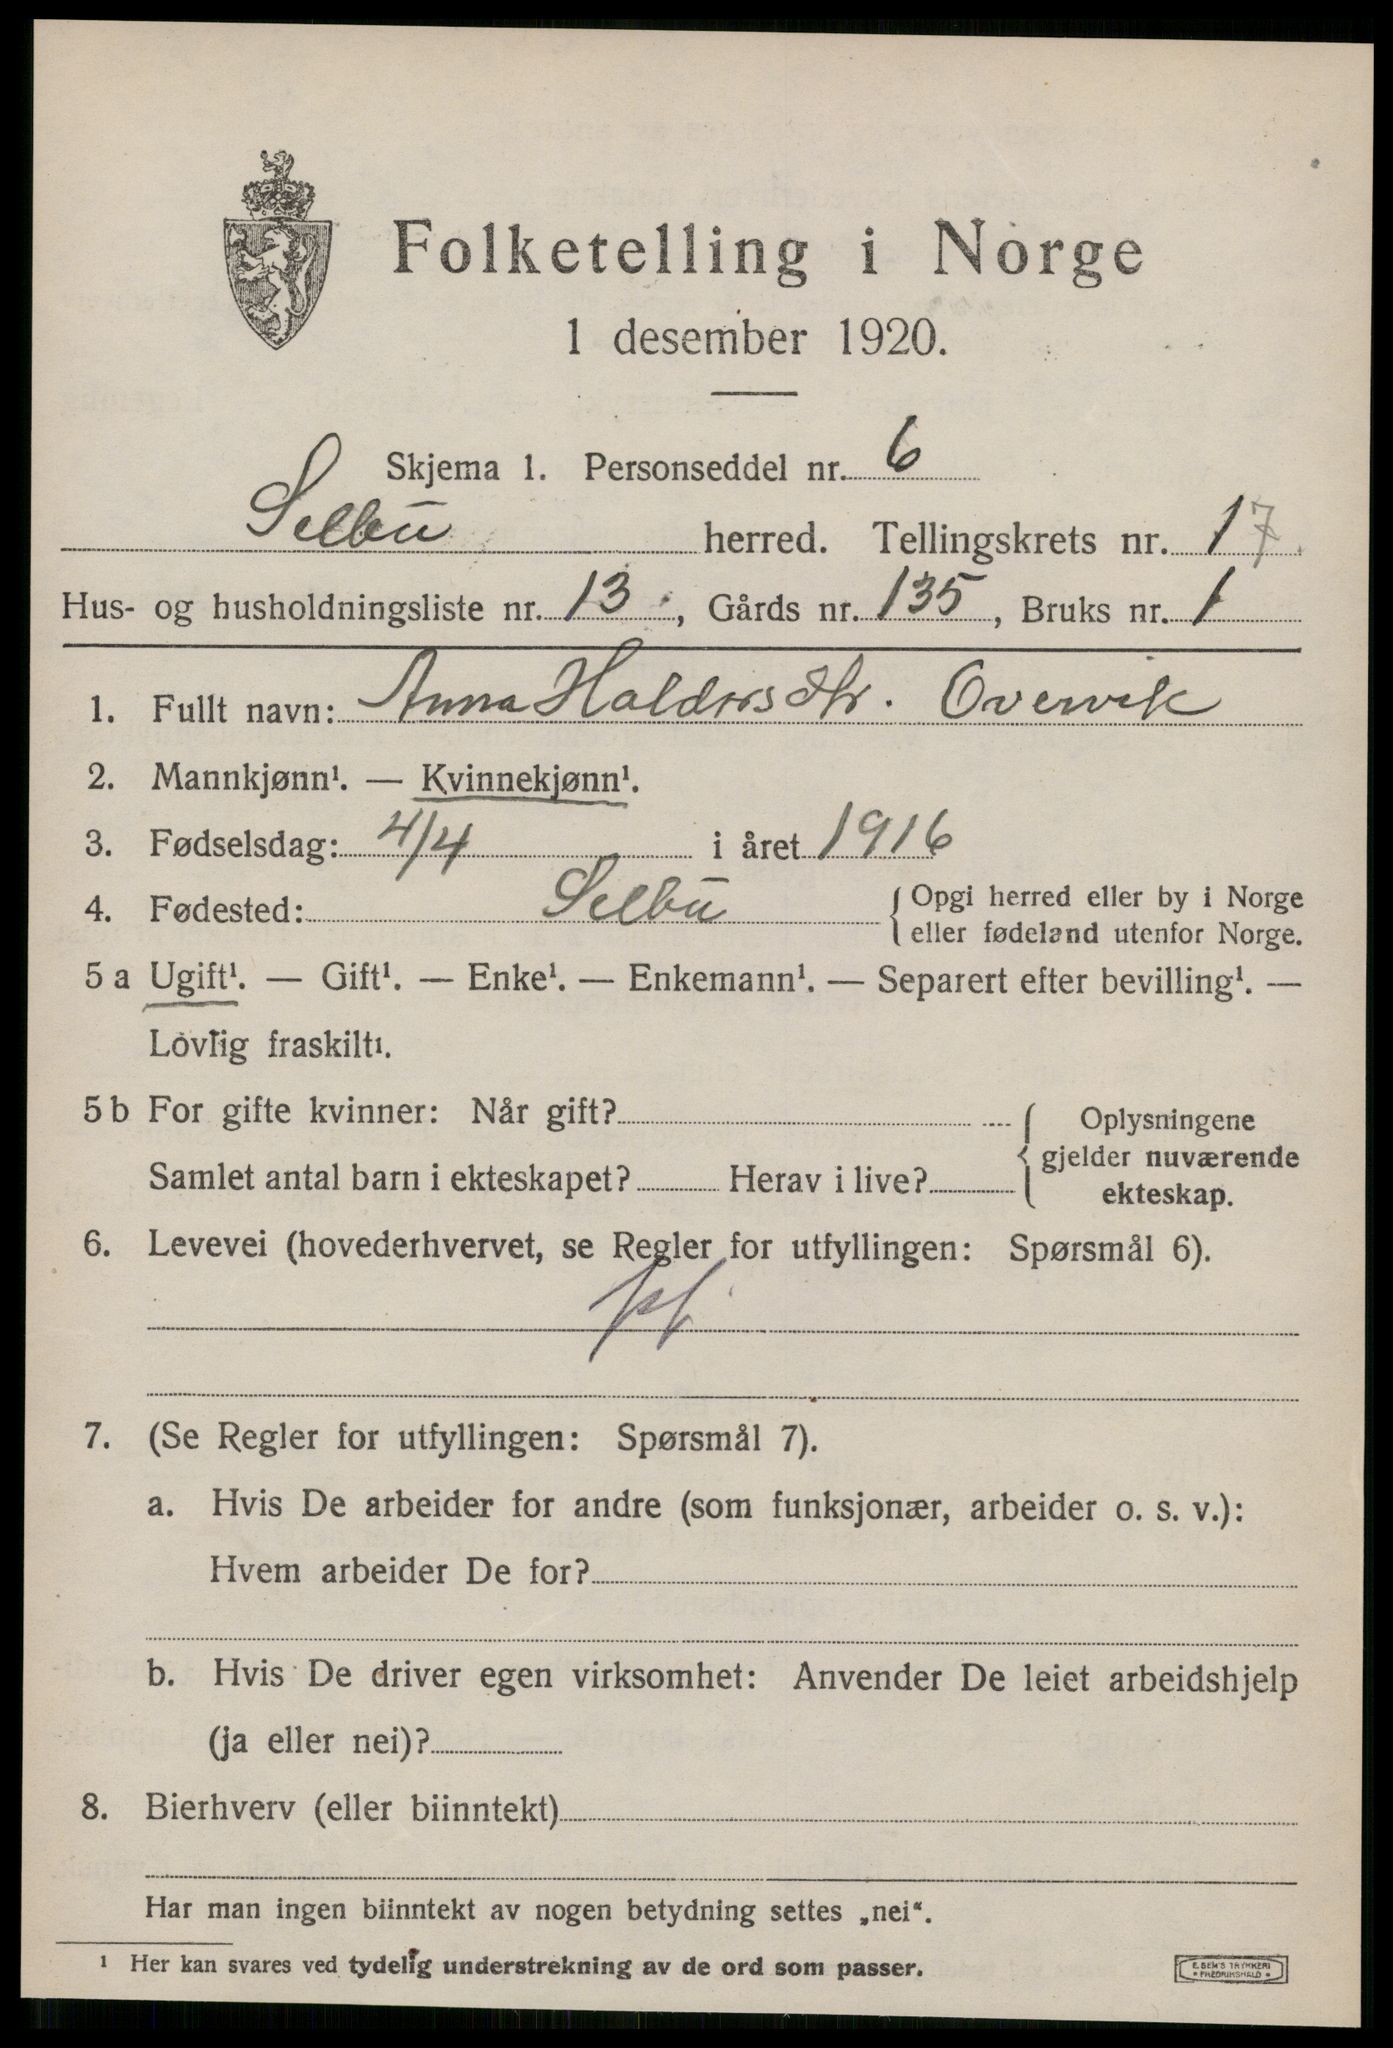 Folketelling i Norge
1 desember 1920.
Skjema 1. Personseddel nr. 6
Selbu herred. Tellingskrets nr. 17
Hus- og husholdningsliste nr. 13, Gårds nr. 135, Bruks nr. 1
1. Fullt navn: Anna Haldorsdtr. Overvik
2. Mannkjønn¹. — Kvinnekjønn¹.
3. Fødselsdag: 4/4 i året 1916
4. Fødested: Selbu {Opgi herred eller by i Norge
eller fødeland utenfor Norge.
5 a Ugift¹. — Gift¹. — Enke¹. — Enkemann¹. — Separert efter bevilling¹. —
Lovlig fraskilt¹.
5 b For gifte kvinner: Når gift? {Oplysningene
gjelder nuværende
Samlet antal barn i ekteskapet? Herav i live?
ekteskap.
6. Levevei (hovederhvervet, se Regler for utfyllingen: Spørsmål 6).
7. (Se Regler for utfyllingen: Spørsmål 7).
a. Hvis De arbeider for andre (som funksjonær, arbeider o. s. v.):
Hvem arbeider De for?
b. Hvis De driver egen virksomhet: Anvender De leiet arbeidshjelp
(ja eller nei)?
8. Bierhverv (eller biinntekt)
Har man ingen biinntekt av nogen betydning settes „nei“.
¹ Her kan svares ved tydelig understrekning av de ord som passer.
E. SEM'S TRYKKERI
FREDRIKSHALD